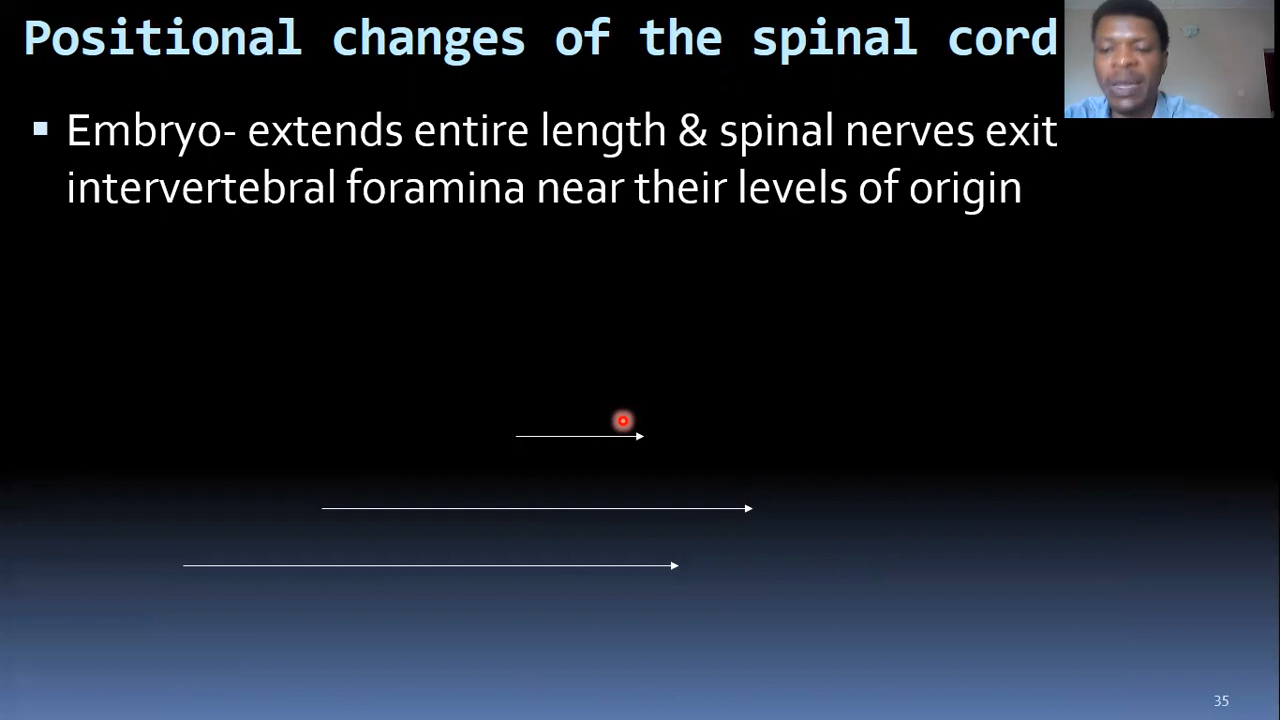 Positional changes of the spinal cord
▪ Embryo- extends entire length & spinal nerves exit
intervertebral foramina near their levels of origin
35